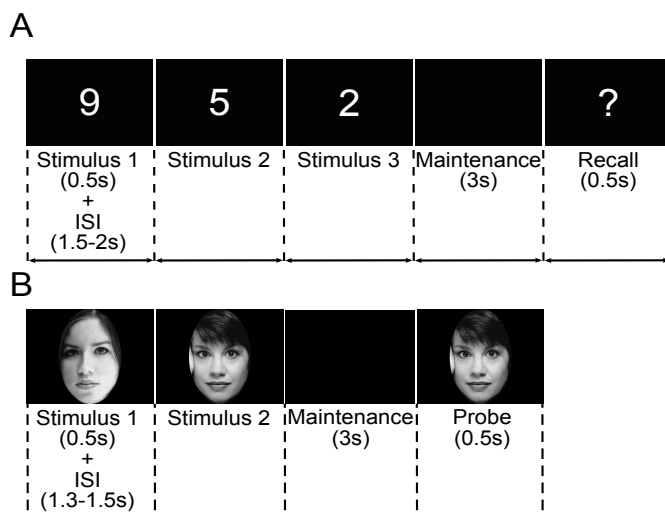 A
9 5 2 ?
Stimulus 1 Stimulus 2 Stimulus 3 Maintenance Recall
(0.5s) (3s) (0.5s)
+
ISI
(1.5-2s)
B
Stimulus 1 Stimulus 2 Maintenance Probe
(0.5s) (3s) (0.5s)
+
ISI
(1.3-1.5s)